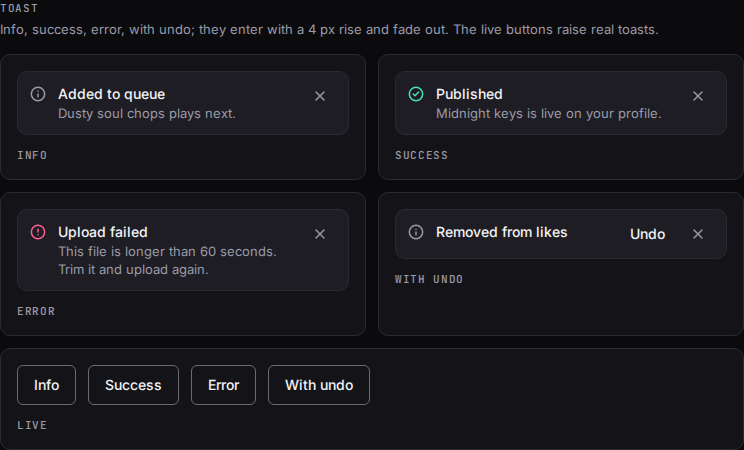 TOAST
Info, success, error, with undo; they enter with a 4 px rise and fade out. The live buttons raise real toasts.
Added to queue
Dusty soul chops plays next.
INFO
Published
Midnight keys is live on your profile.
SUCCESS
Upload failed
This file is longer than 60 seconds.
Trim it and upload again.
ERROR
Removed from likes Undo
WITH UNDO
Info Success Error With undo
LIVE